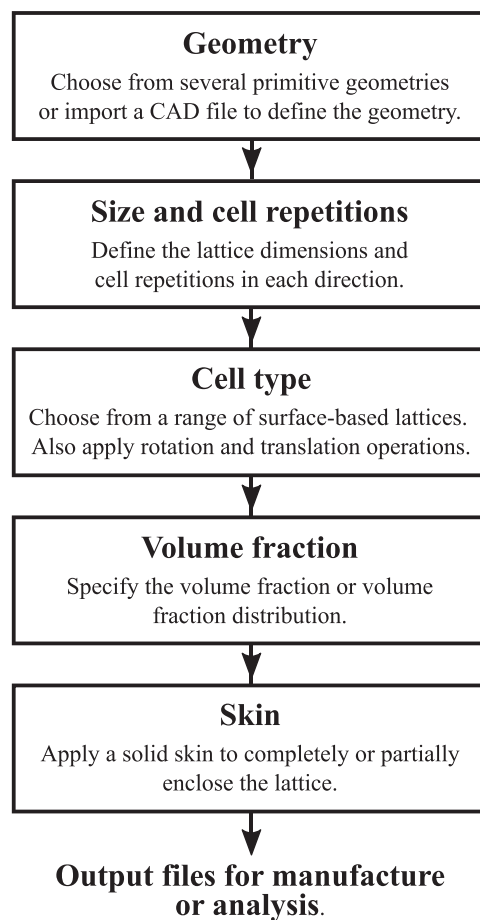 Geometry
Choose from several primitive geometries
or import a CAD file to define the geometry.
Size and cell repetitions
Define the lattice dimensions and
cell repetitions in each direction.
Cell type
Choose from a range of surface-based lattices.
Also apply rotation and translation operations.
Volume fraction
Specify the volume fraction or volume
fraction distribution.
Skin
Apply a solid skin to completely or partially
enclose the lattice.
Output files for manufacture
or analysis.